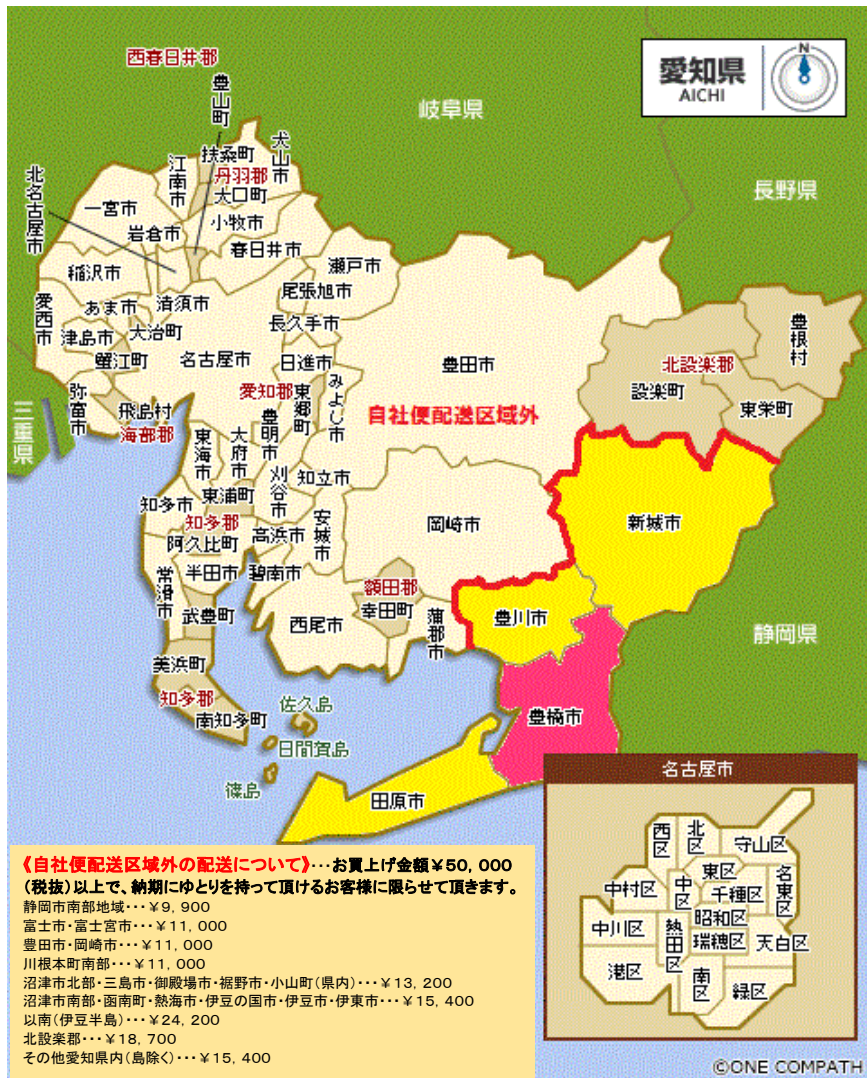 西春日井郡
豊山町
愛知県
AICHI
N
岐阜県
扶桑町
犬山市
江南市
丹羽郡
大口町
北名古屋市
長野県
一宮市
小牧市
岩倉市
春日井市
瀬戸市
稲沢市
尾張旭市
愛西市
あま市
清須市
豊根村
長久手市
津島市
大治町
蟹江町
名古屋市
日進市
豊田市
北設楽郡
設楽町
弥富市
愛知郡
東郷町
みよし市
三重県
飛島村
東栄町
自社便配送区域外
海部郡
豊明市
東海市
大府市
刈谷市
知立市
東浦町
知多市
知多郡
安城市
岡崎市
新城市
高浜市
阿久比町
半田市
碧南市
常滑市
額田郡
武豊町
幸田町
西尾市
蒲郡市
豊川市
静岡県
美浜町
知多郡
南知多町
佐久島
豊橋市
日間賀島
篠島
田原市
名古屋市
西区
北区
守山区
東区
名東区
中村区
中区
千種区
昭和区
中川区
熱田区
瑞穂区
天白区
港区
南区
緑区
《自社便配送区域外の配送について》・・・お買上げ金額￥50，000
（税抜）以上で、納期にゆとりを持って頂けるお客様に限らせて頂きます。
静岡市南部地域・・・￥9，900
富士市・富士宮市・・・￥11，000
豊田市・岡崎市・・・￥11，000
川根本町南部・・・￥11，000
沼津市北部・三島市・御殿場市・裾野市・小山町（県内）・・・￥13，200
沼津市南部・函南町・熱海市・伊豆の国市・伊豆市・伊東市・・・￥15，400
以南（伊豆半島）・・・￥24，200
北設楽郡・・・￥18，700
その他愛知県内（島除く）・・・￥15，400
©ONE COMPATH